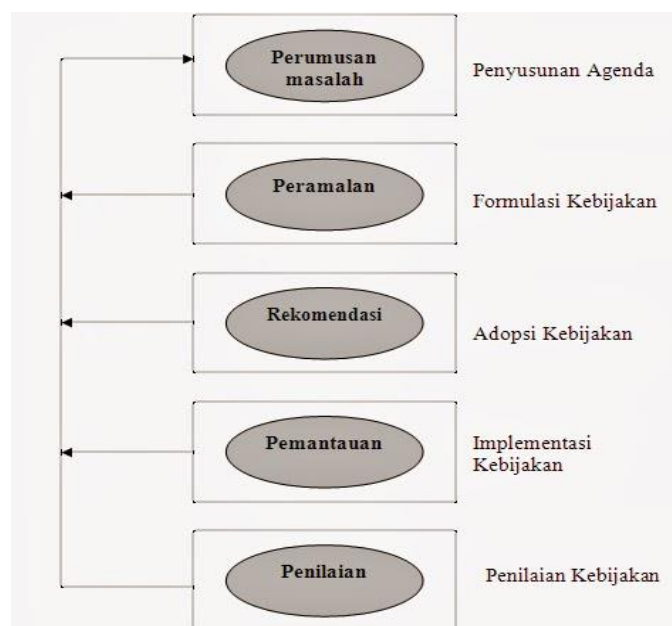 Perumusan
masalah
Penyusunan Agenda
Peramalan
Formulasi Kebijakan
Rekomendasi
Adopsi Kebijakan
Pemantauan
Implementasi
Kebijakan
Penilaian
Penilaian Kebijakan